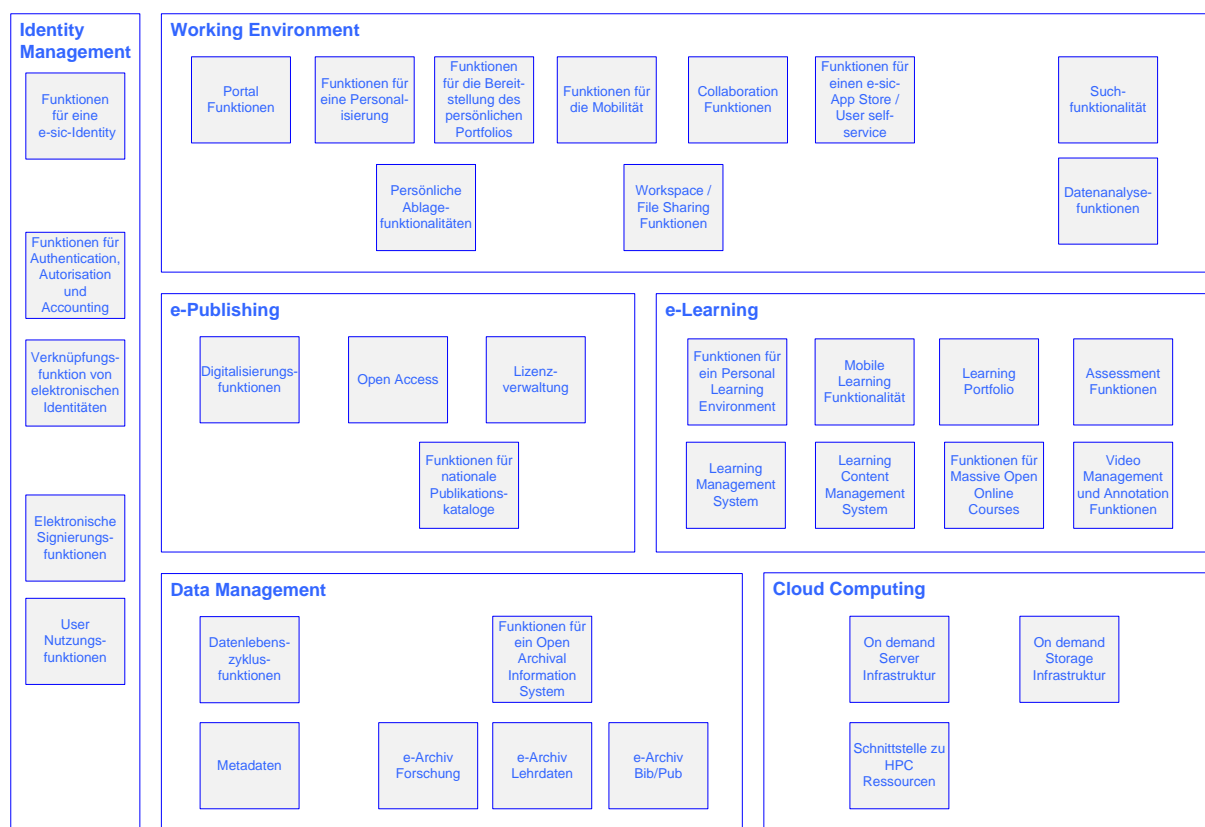 Identity
Management
Funktionen
für eine
e-sic-Identity
Funktionen für
Authentication,
Autorisation
und
Accounting
Verknüpfungs-
funktion von
elektronischen
Identitäten
Elektronische
Signierungs-
funktionen
User
Nutzungs-
funktionen
Working Environment
Portal
Funktionen
Funktionen für
eine Personal-
isierung
Funktionen
für die Bereit-
stellung des
persönlichen
Portfolios
Funktionen für
die Mobilität
Collaboration
Funktionen
Funktionen für
einen e-sic-
App Store /
User self-
service
Such-
funktionalität
Persönliche
Ablage-
funktionalitäten
Workspace /
File Sharing
Funktionen
Datenanalyse-
funktionen
e-Publishing
Digitalisierungs-
funktionen
Open Access
Lizenz-
verwaltung
Funktionen für
nationale
Publikations-
kataloge
e-Learning
Funktionen für
ein Personal
Learning
Environment
Mobile
Learning
Funktionalität
Learning
Portfolio
Assessment
Funktionen
Learning
Management
System
Learning
Content
Management
System
Funktionen für
Massive Open
Online
Courses
Video
Management
und Annotation
Funktionen
Data Management
Datenlebens-
zyklus-
funktionen
Funktionen für
ein Open
Archival
Information
System
Metadaten
e-Archiv
Forschung
e-Archiv
Lehrdaten
e-Archiv
Bib/Pub
Cloud Computing
On demand
Server
Infrastruktur
On demand
Storage
Infrastruktur
Schnittstelle zu
HPC
Ressourcen